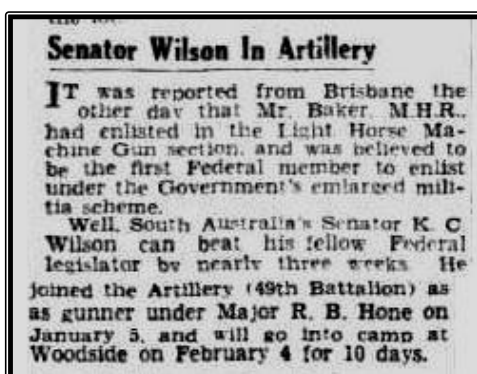 Senator Wilson In Artillery
IT was reported from Brisbane the
other day that Mr. Baker, M.H.R.,
had enlisted in the Light Horse Ma-
chine Gun section, and was believed to
be the first Federal member to enlist
under the Government's enlarged mili-
tia scheme.
Well, South Australia's Senator K. C.
Wilson can beat his fellow Federal
legislator by nearly three weeks. He
joined the Artillery (49th Battalion) as
as gunner under Major R. B. Hone on
January 5, and will go into camp at
Woodside on February 4 for 10 days.